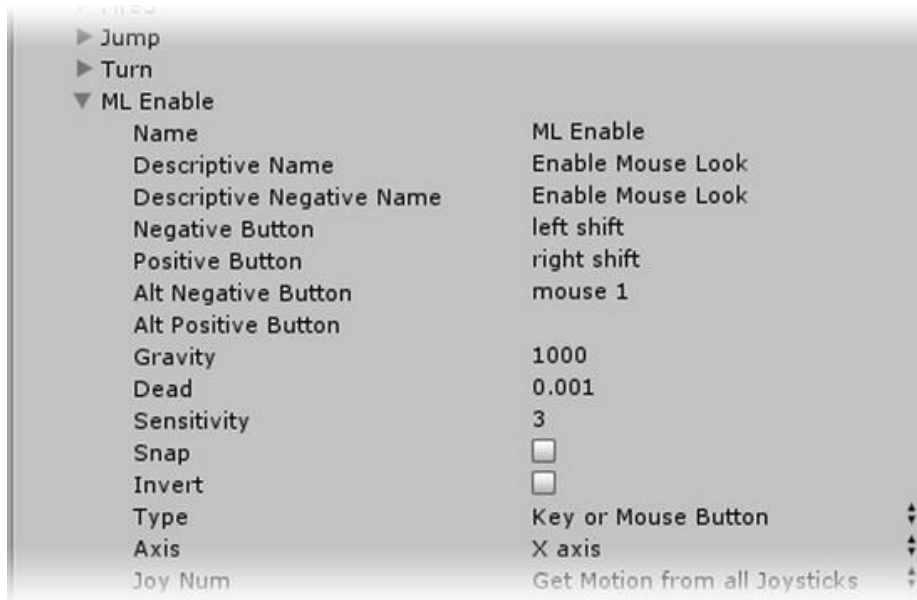 Jump
Turn
ML Enable
Name ML Enable
Descriptive Name Enable Mouse Look
Descriptive Negative Name Enable Mouse Look
Negative Button left shift
Positive Button right shift
Alt Negative Button mouse 1
Alt Positive Button
Gravity 1000
Dead 0.001
Sensitivity 3
Snap
Invert
Type Key or Mouse Button
Axis X axis
Joy Num Get Motion from all Joysticks